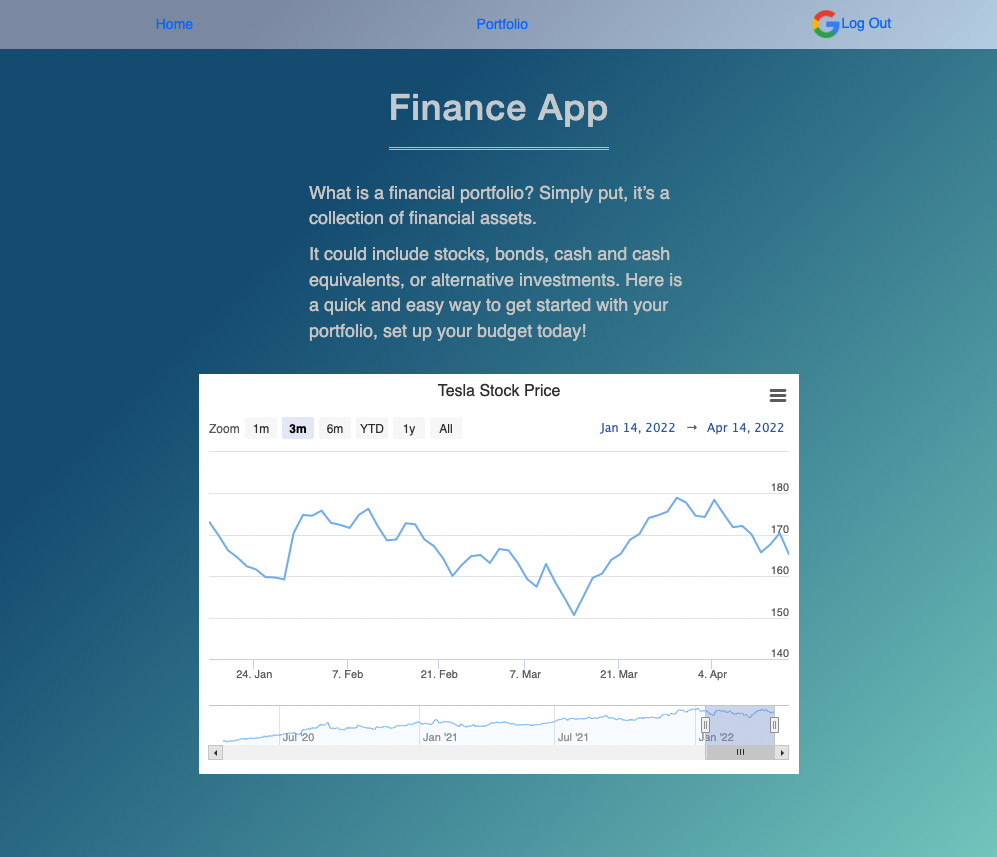 Home Portfolio Log Out
Finance App
What is a financial portfolio? Simply put, it’s a
collection of financial assets.
It could include stocks, bonds, cash and cash
equivalents, or alternative investments. Here is
a quick and easy way to get started with your
portfolio, set up your budget today!
Tesla Stock Price
Zoom 1m 3m 6m YTD 1y All Jan 14, 2022 → Apr 14, 2022
180
170
160
150
140
24. Jan 7. Feb 21. Feb 7. Mar 21. Mar 4. Apr
Jul '20 Jan '21 Jul '21 Jan '22